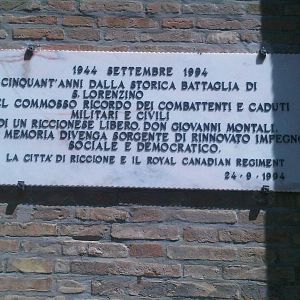 1944 SETTEMBRE 1994
CINQUANT'ANNI DALLA STORICA BATTAGLIA DI
S. LORENZINO
NEL COMMOSSO RICORDO DEI COMBATTENTI E CADUTI
MILITARI E CIVILI
DI UN RICCIONESE LIBERO, DON GIOVANNI MONTALI.
MEMORIA DIVENGA SORGENTE DI RINNOVATO IMPEGNO
SOCIALE E DEMOCRATICO.
LA CITTA' DI RICCIONE E IL ROYAL CANADIAN REGIMENT
24-9-1994